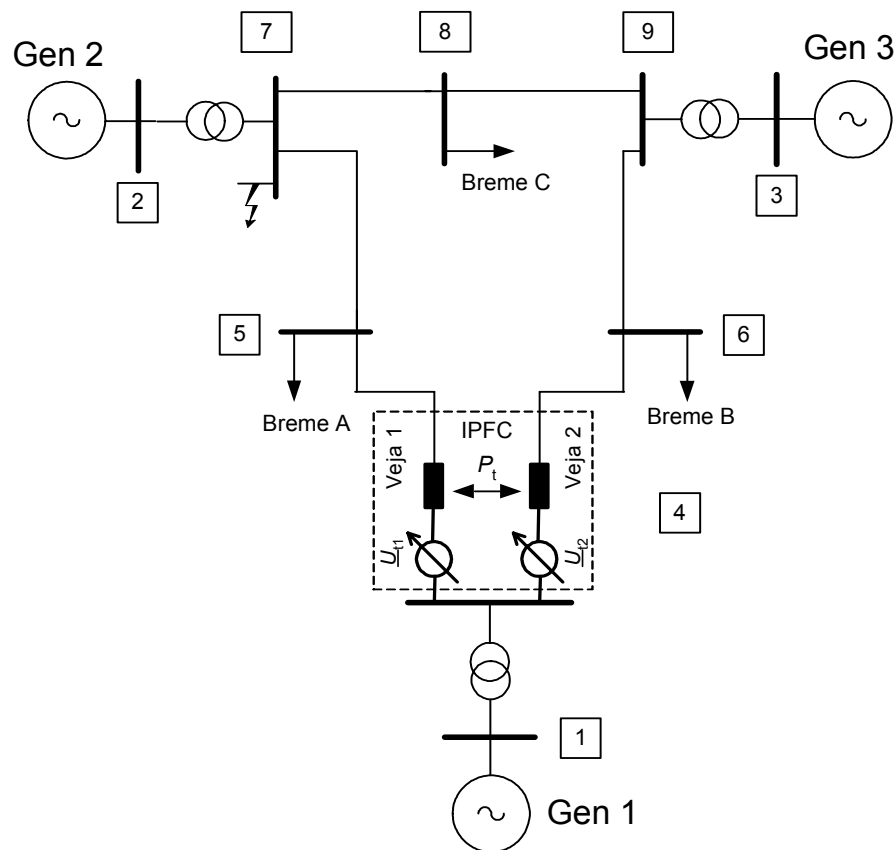 7
8
9
Gen 2
Gen 3
2
Breme C
3
5
6
Breme A
Breme B
IPFC
Veja 1
Veja 2
Pt
4
Ut1
Ut2
1
Gen 1